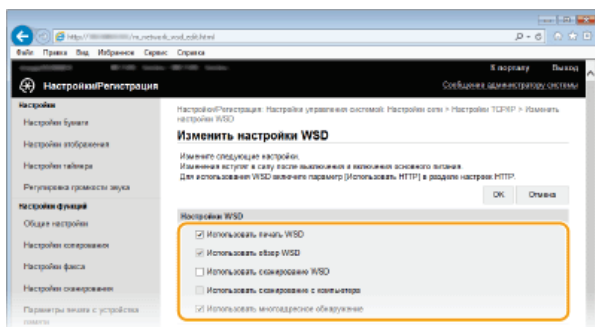 http://
/m_network_wsd_edit.html
Файл Правка Вид Избранное Сервис Справка
К порталу Выход
Настройки/Регистрация
Сообщение администратору системы
Настройки
Настройки/Регистрация: Настройки управления системой: Настройки сети > Настройки TCP/IP > Изменить
настройки WSD
Настройки бумаги
Изменить настройки WSD
Настройки отображения
Измените следующие настройки.
Настройки таймера
Изменения вступят в силу после выключения и включения основного питания.
Для использования WSD включите параметр [Использовать HTTP] в разделе настроек HTTP.
Регулировка громкости звука
OK Отмена
Настройки функций
Настройки WSD
Общие настройки
Использовать печать WSD
Настройки копирования
Использовать обзор WSD
Настройки факса
Использовать сканирование WSD
Настройки сканирования
Использовать сканирование с компьютера
Параметры печати с устройства
памяти
Использовать многоадресное обнаружение